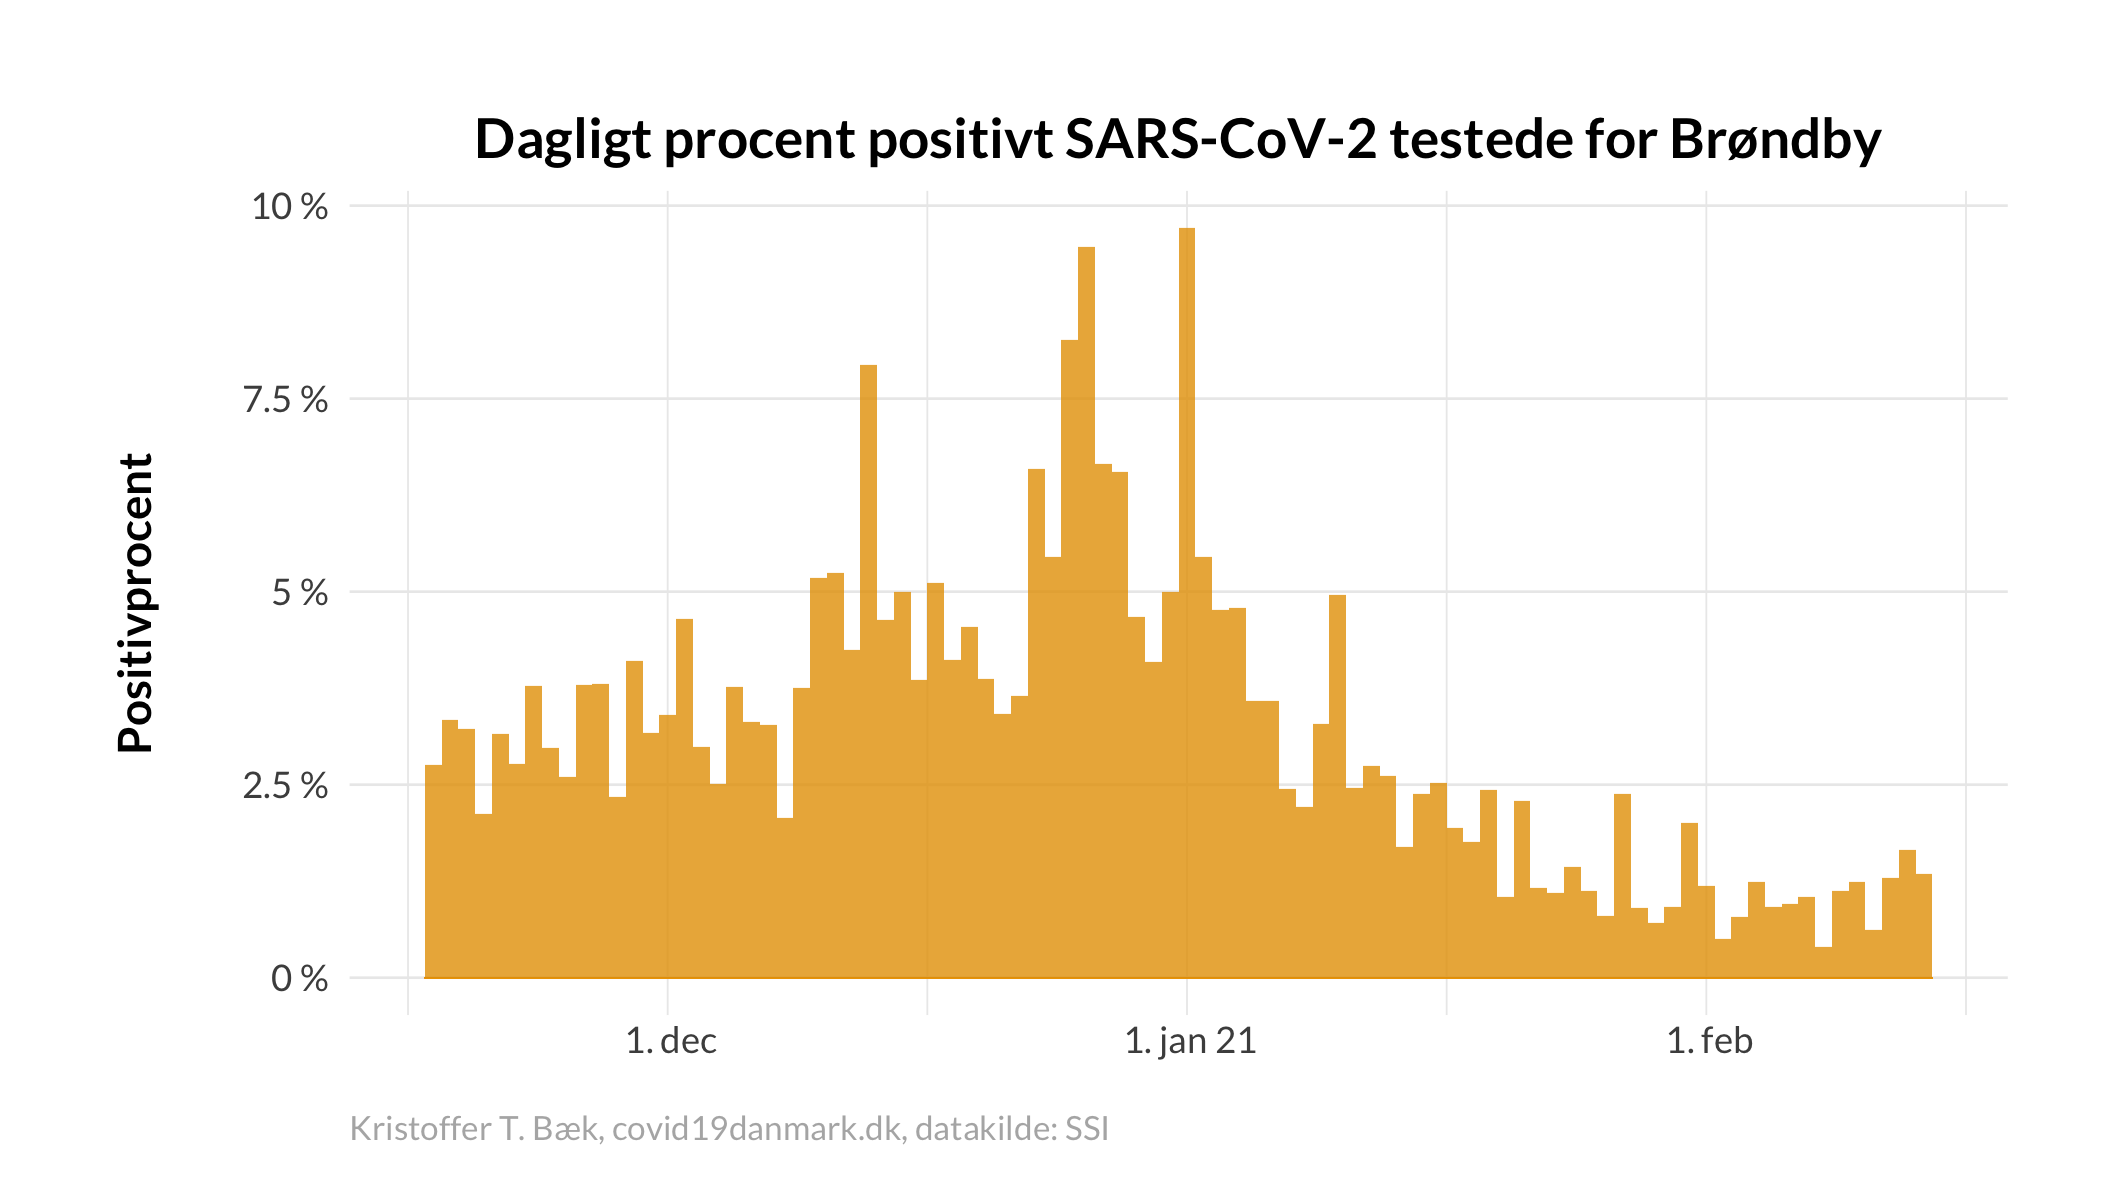 Dagligt procent positivt SARS-CoV-2 testede for Brøndby
Positivprocent
10 %
7.5 %
5 %
2.5 %
0 %
1. dec
1. jan 21
1. feb
Kristoffer T. Bæk, covid19danmark.dk, datakilde: SSI